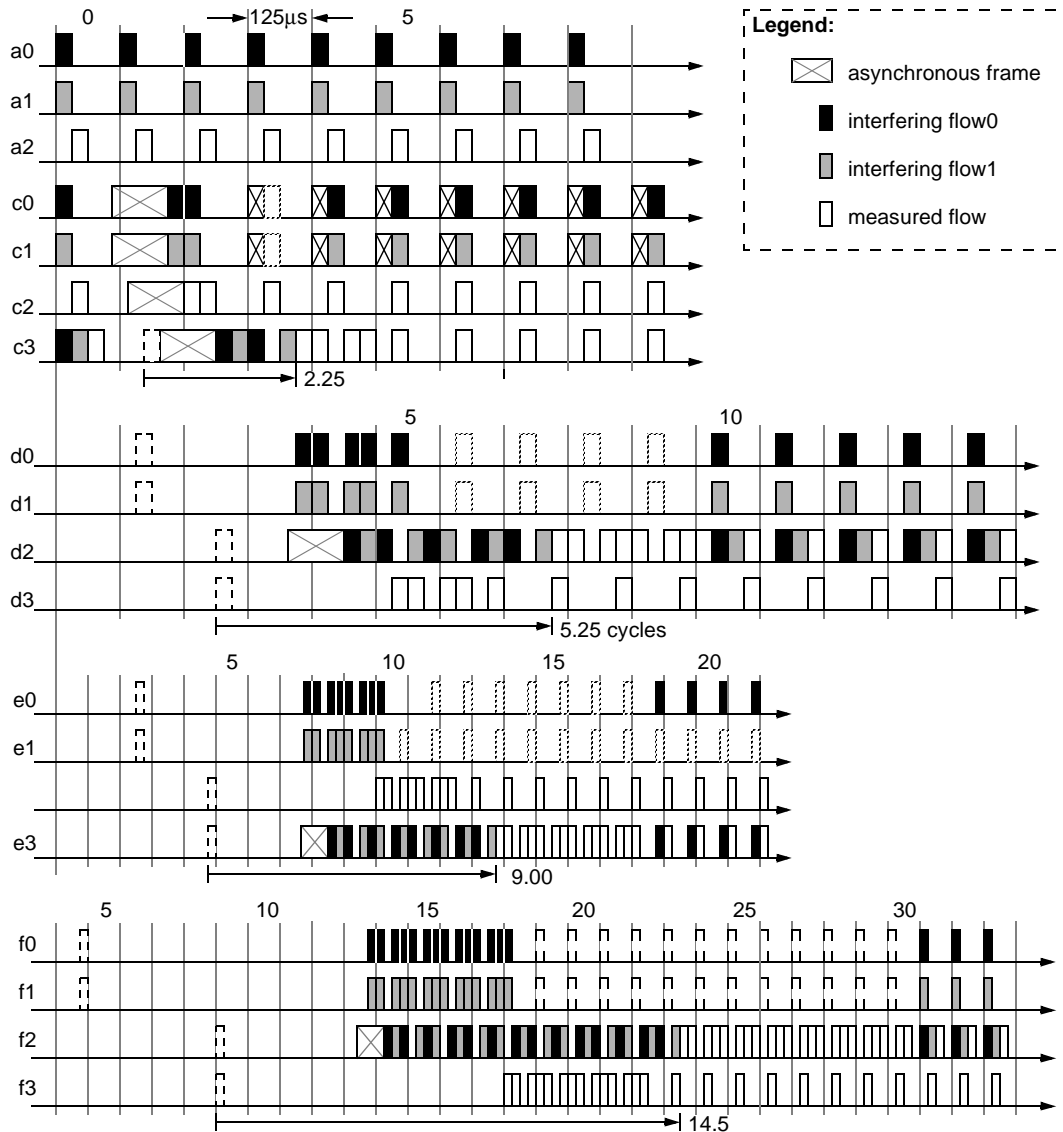 0 125µs 5
Legend:
a0
asynchronous frame
a1
interfering flow0
a2
interfering flow1
c0
measured flow
c1
c2
c3
2.25
5 10
d0
d1
d2
d3
5.25 cycles
5 10 15 20
e0
e1
e3
9.00
5 10 15 20 25 30
f0
f1
f2
f3
14.5